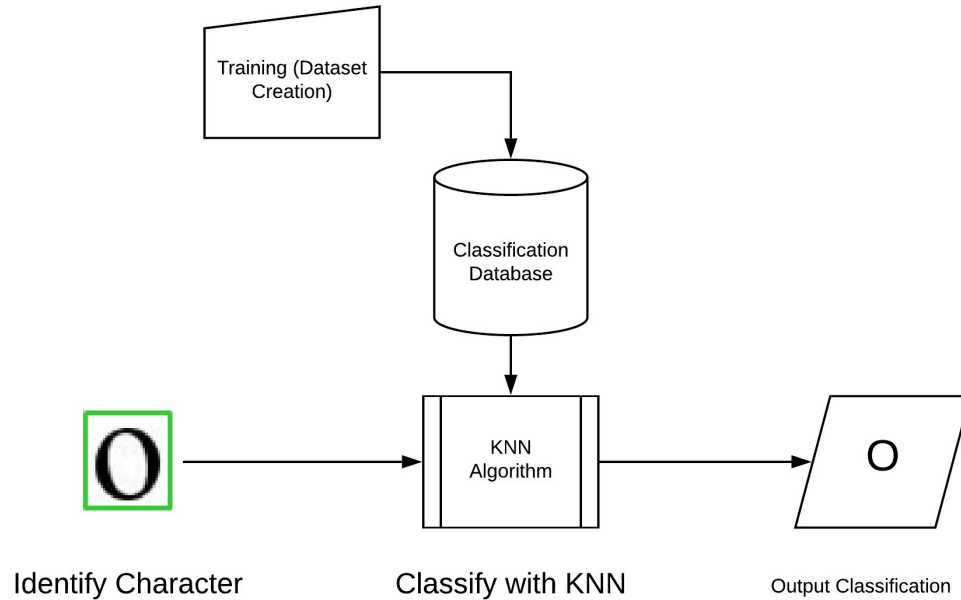 Training (Dataset
Creation)
Classification
Database
O
KNN
Algorithm
O
Identify Character
Classify with KNN
Output Classification